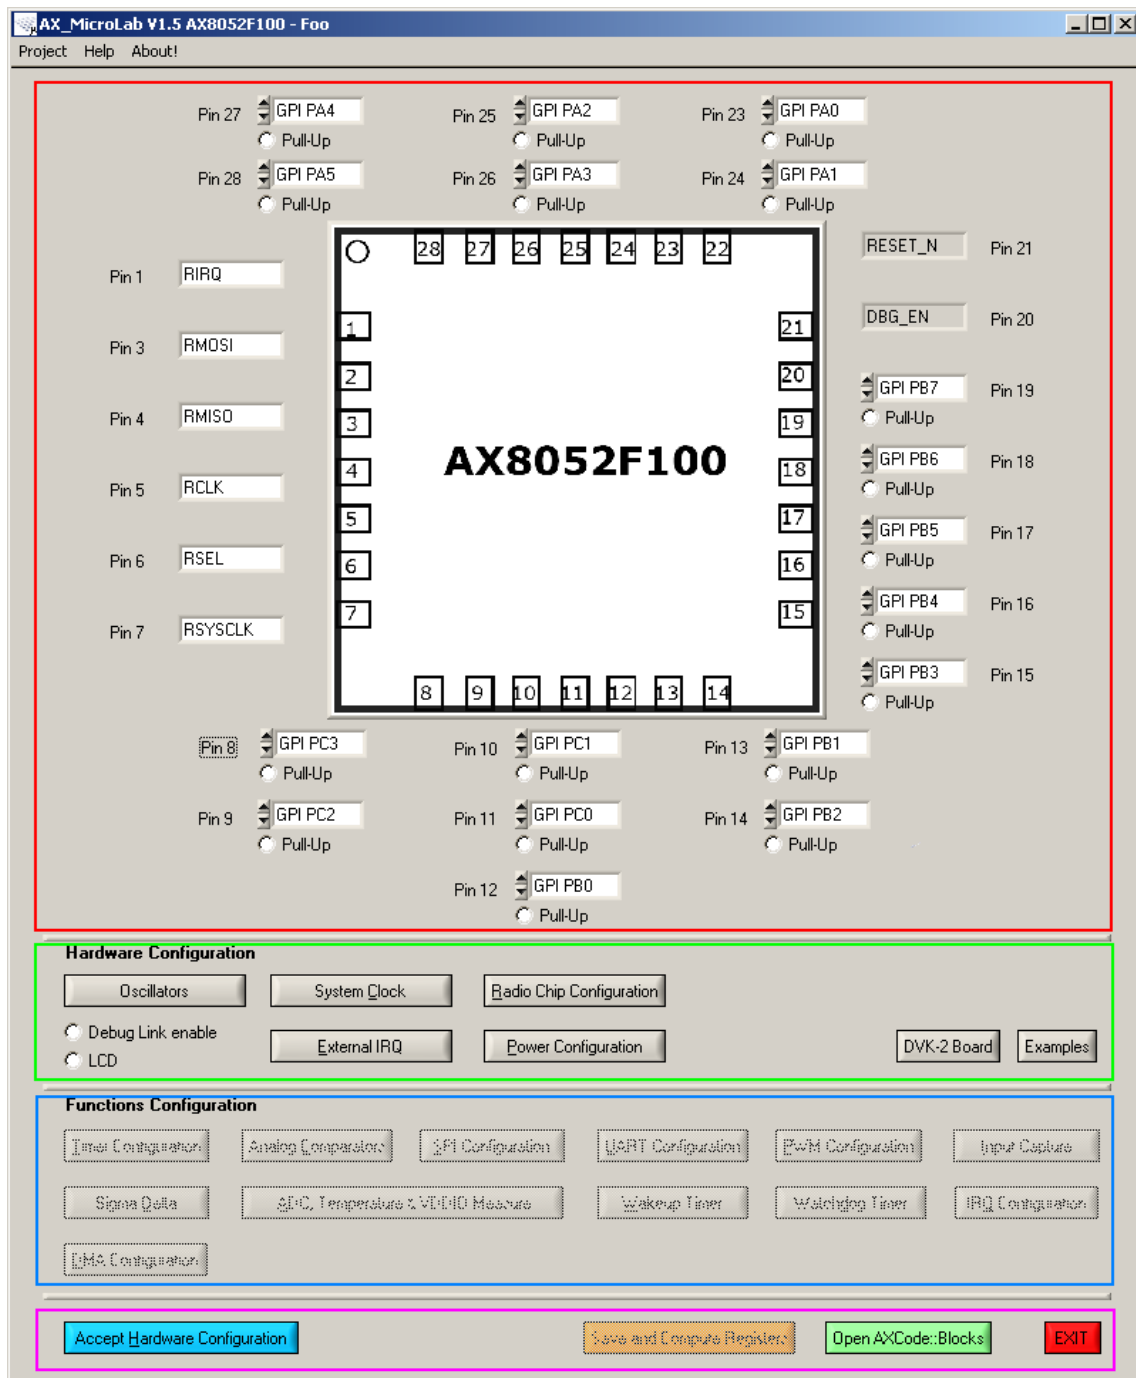 AX_MicroLab V1.5 AX8052F100 - Foo
Project Help About!
Pin 27 GPI PA4 Pin 25 GPI PA2 Pin 23 GPI PA0
Pull-Up Pull-Up Pull-Up
Pin 28 GPI PA5 Pin 26 GPI PA3 Pin 24 GPI PA1
Pull-Up Pull-Up Pull-Up
28 27 26 25 24 23 22
RESET_N Pin 21
Pin 1 RIRQ
1 21
DBG_EN Pin 20
Pin 3 RMOSI
2 20
GPI PB7 Pin 19
Pull-Up
Pin 4 RMISO
3 19
AX8052F100
4 18
GPI PB6 Pin 18
Pull-Up
Pin 5 RCLK
5 17
GPI PB5 Pin 17
Pull-Up
Pin 6 RSEL
6 16
GPI PB4 Pin 16
Pull-Up
7 15
Pin 7 RSYSCLK
GPI PB3 Pin 15
Pull-Up
8 9 10 11 12 13 14
Pin 8 GPI PC3 Pin 10 GPI PC1 Pin 13 GPI PB1
Pull-Up Pull-Up Pull-Up
Pin 9 GPI PC2 Pin 11 GPI PC0 Pin 14 GPI PB2
Pull-Up Pull-Up Pull-Up
Pin 12 GPI PB0
Pull-Up
Hardware Configuration
Oscillators System Clock Radio Chip Configuration
Debug Link enable
LCD
External IRQ Power Configuration DVK-2 Board Examples
Functions Configuration
Timer Configuration Analog Comparators SPI Configuration UART Configuration PWM Configuration Input Capture
Sigma Delta ADC, Temperature & VDDIO Measure Wakeup Timer Watchdog Timer IRQ Configuration
DMA Configuration
Accept Hardware Configuration Save and Compute Registers Open AXCode::Blocks EXIT